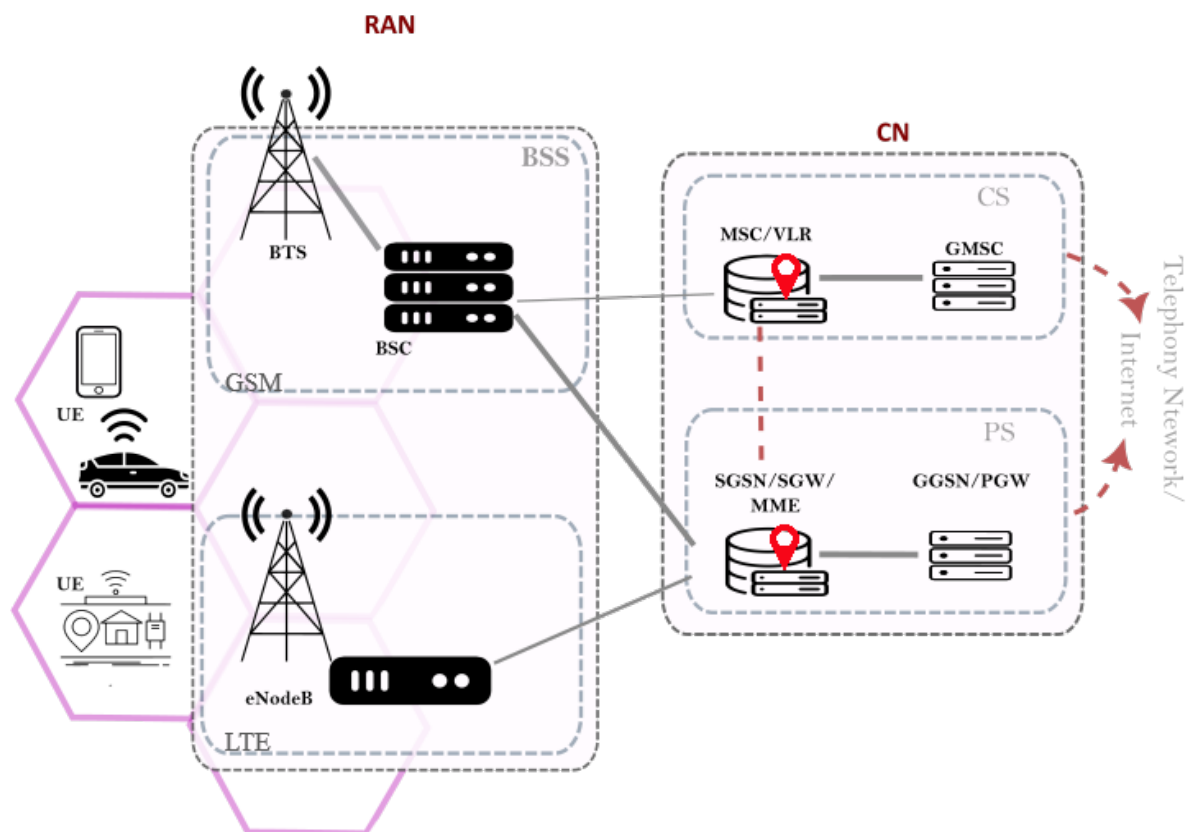 RAN
BSS
BTS
BSC
GSM
UE
UE
eNodeB
LTE
CN
CS
MSC/VLR
GMSC
PS
SGSN/SGW/
MME
GGSN/PGW
Telephony Ntework/
Internet